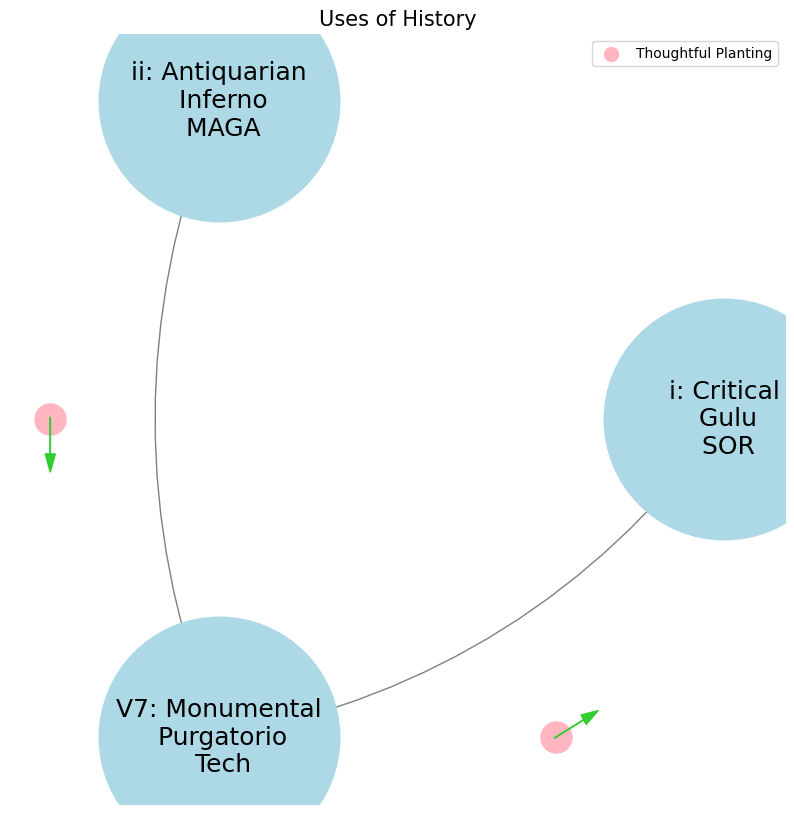 Uses of History
Thoughtful Planting
ii: Antiquarian
Inferno
MAGA
i: Critical
Gulu
SOR
V7: Monumental
Purgatorio
Tech